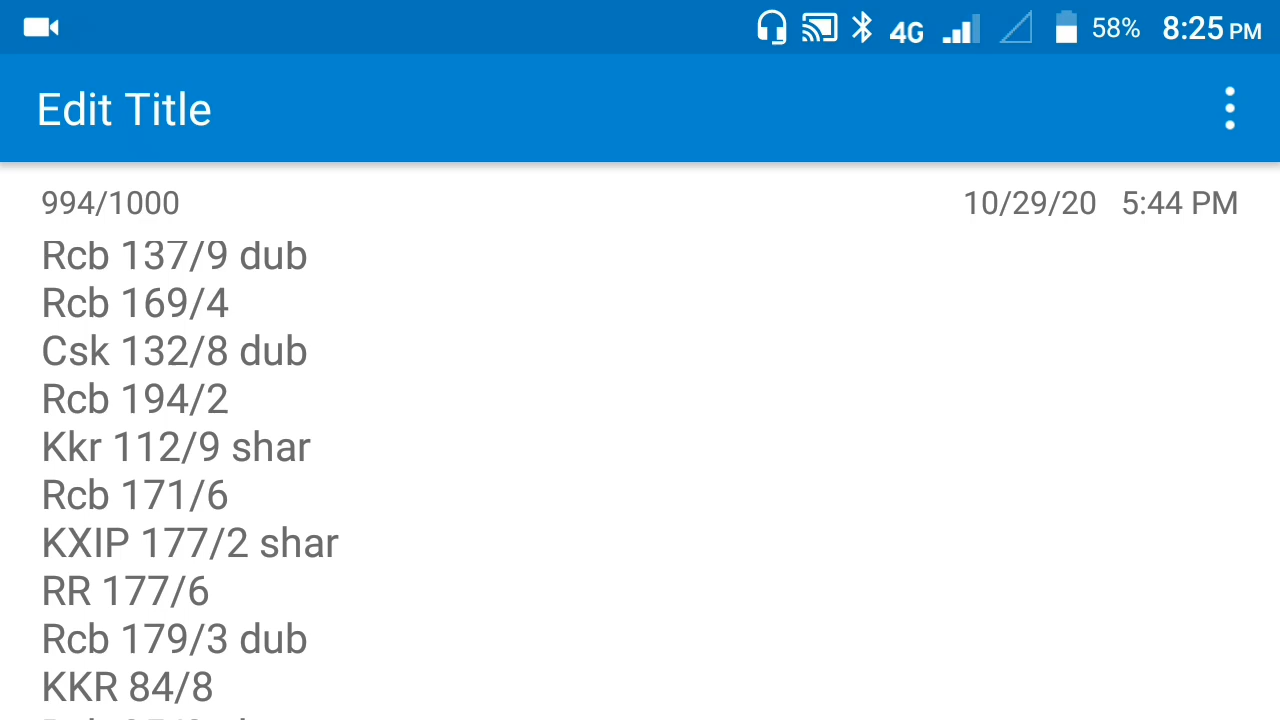 4G 58% 8:25 PM
Edit Title
994/1000 10/29/20 5:44 PM
Rcb 137/9 dub
Rcb 169/4
Csk 132/8 dub
Rcb 194/2
Kkr 112/9 shar
Rcb 171/6
KXIP 177/2 shar
RR 177/6
Rcb 179/3 dub
KKR 84/8